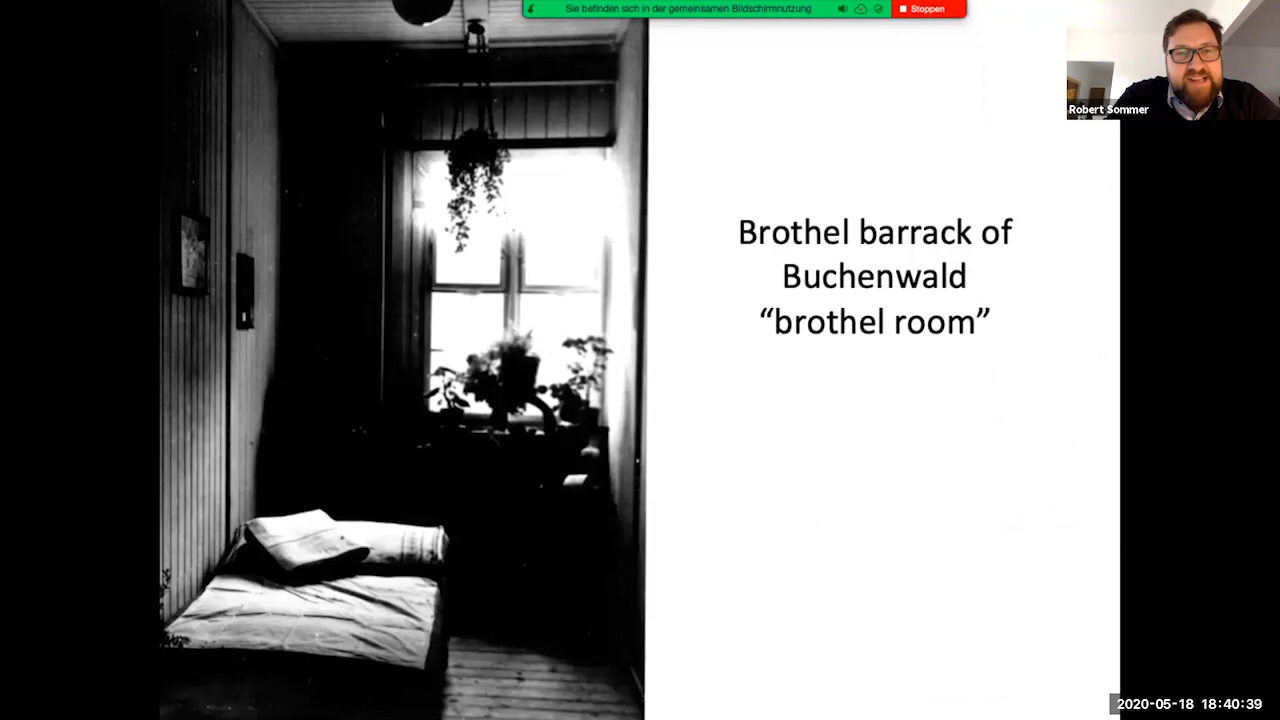 Sie befinden sich in der gemeinsamen Bildschirmnutzung
Stoppen
Robert Sommer
Brothel barrack of
Buchenwald
“brothel room”
2020-05-18 18:40:39